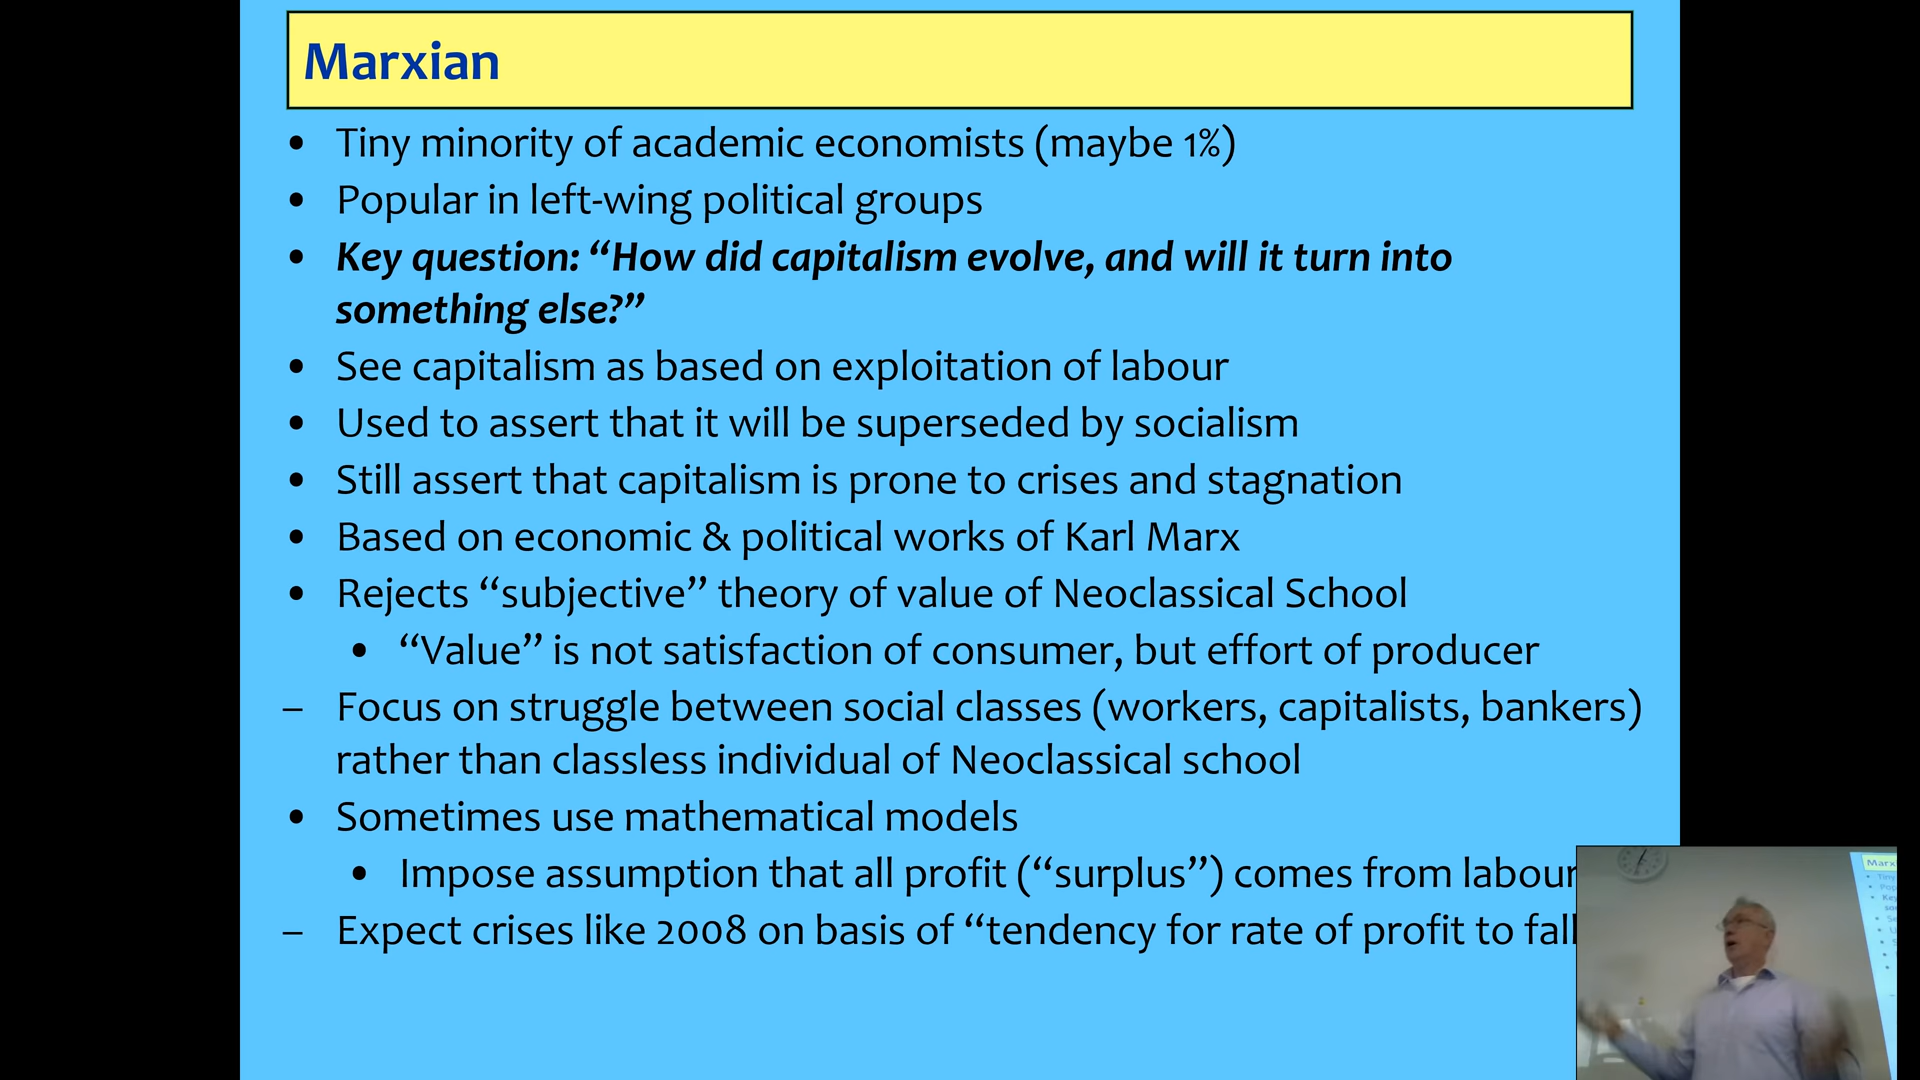 Marxian
• Tiny minority of academic economists (maybe 1%)
• Popular in left-wing political groups
• Key question: “How did capitalism evolve, and will it turn into
something else?”
• See capitalism as based on exploitation of labour
• Used to assert that it will be superseded by socialism
• Still assert that capitalism is prone to crises and stagnation
• Based on economic & political works of Karl Marx
• Rejects “subjective” theory of value of Neoclassical School
• “Value” is not satisfaction of consumer, but effort of producer
– Focus on struggle between social classes (workers, capitalists, bankers)
rather than classless individual of Neoclassical school
• Sometimes use mathematical models
• Impose assumption that all profit (“surplus”) comes from labour
– Expect crises like 2008 on basis of “tendency for rate of profit to fall